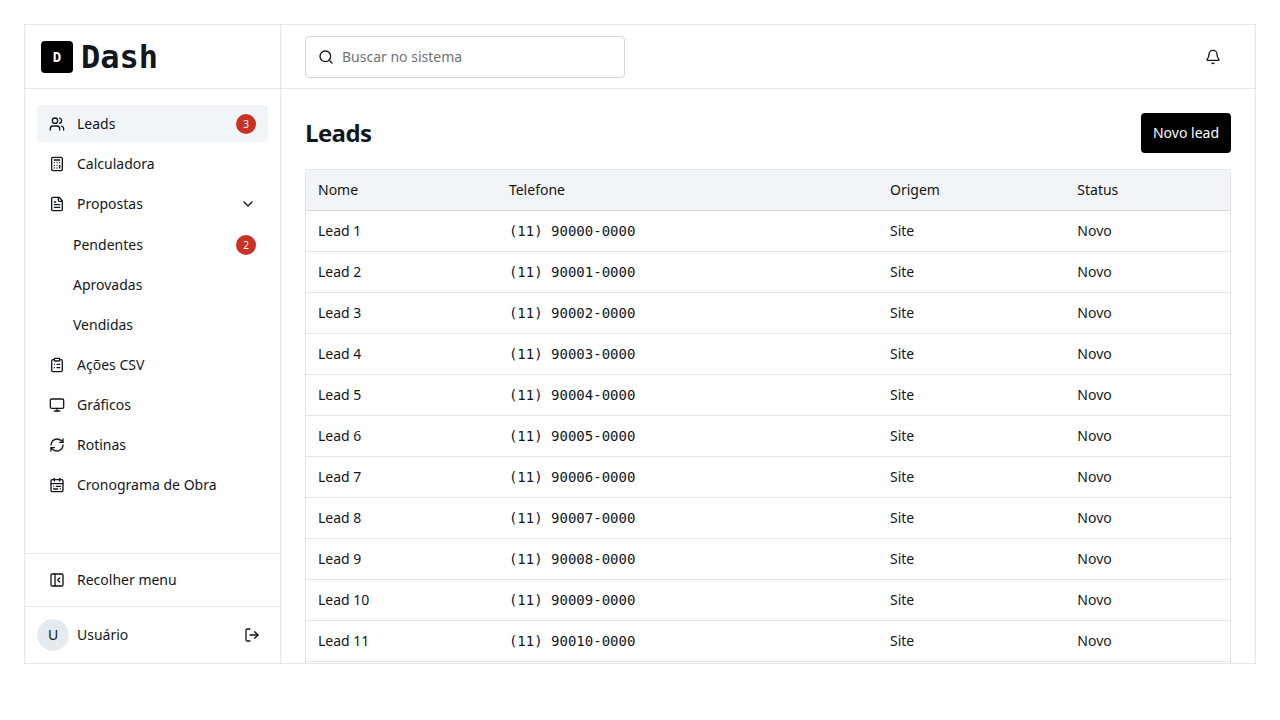 D Dash
Buscar no sistema
Leads 3
Calculadora
Propostas
Pendentes 2
Aprovadas
Vendidas
Ações CSV
Gráficos
Rotinas
Cronograma de Obra
Recolher menu
U Usuário
Leads
Novo lead
Nome Telefone Origem Status
Lead 1 (11) 90000-0000 Site Novo
Lead 2 (11) 90001-0000 Site Novo
Lead 3 (11) 90002-0000 Site Novo
Lead 4 (11) 90003-0000 Site Novo
Lead 5 (11) 90004-0000 Site Novo
Lead 6 (11) 90005-0000 Site Novo
Lead 7 (11) 90006-0000 Site Novo
Lead 8 (11) 90007-0000 Site Novo
Lead 9 (11) 90008-0000 Site Novo
Lead 10 (11) 90009-0000 Site Novo
Lead 11 (11) 90010-0000 Site Novo